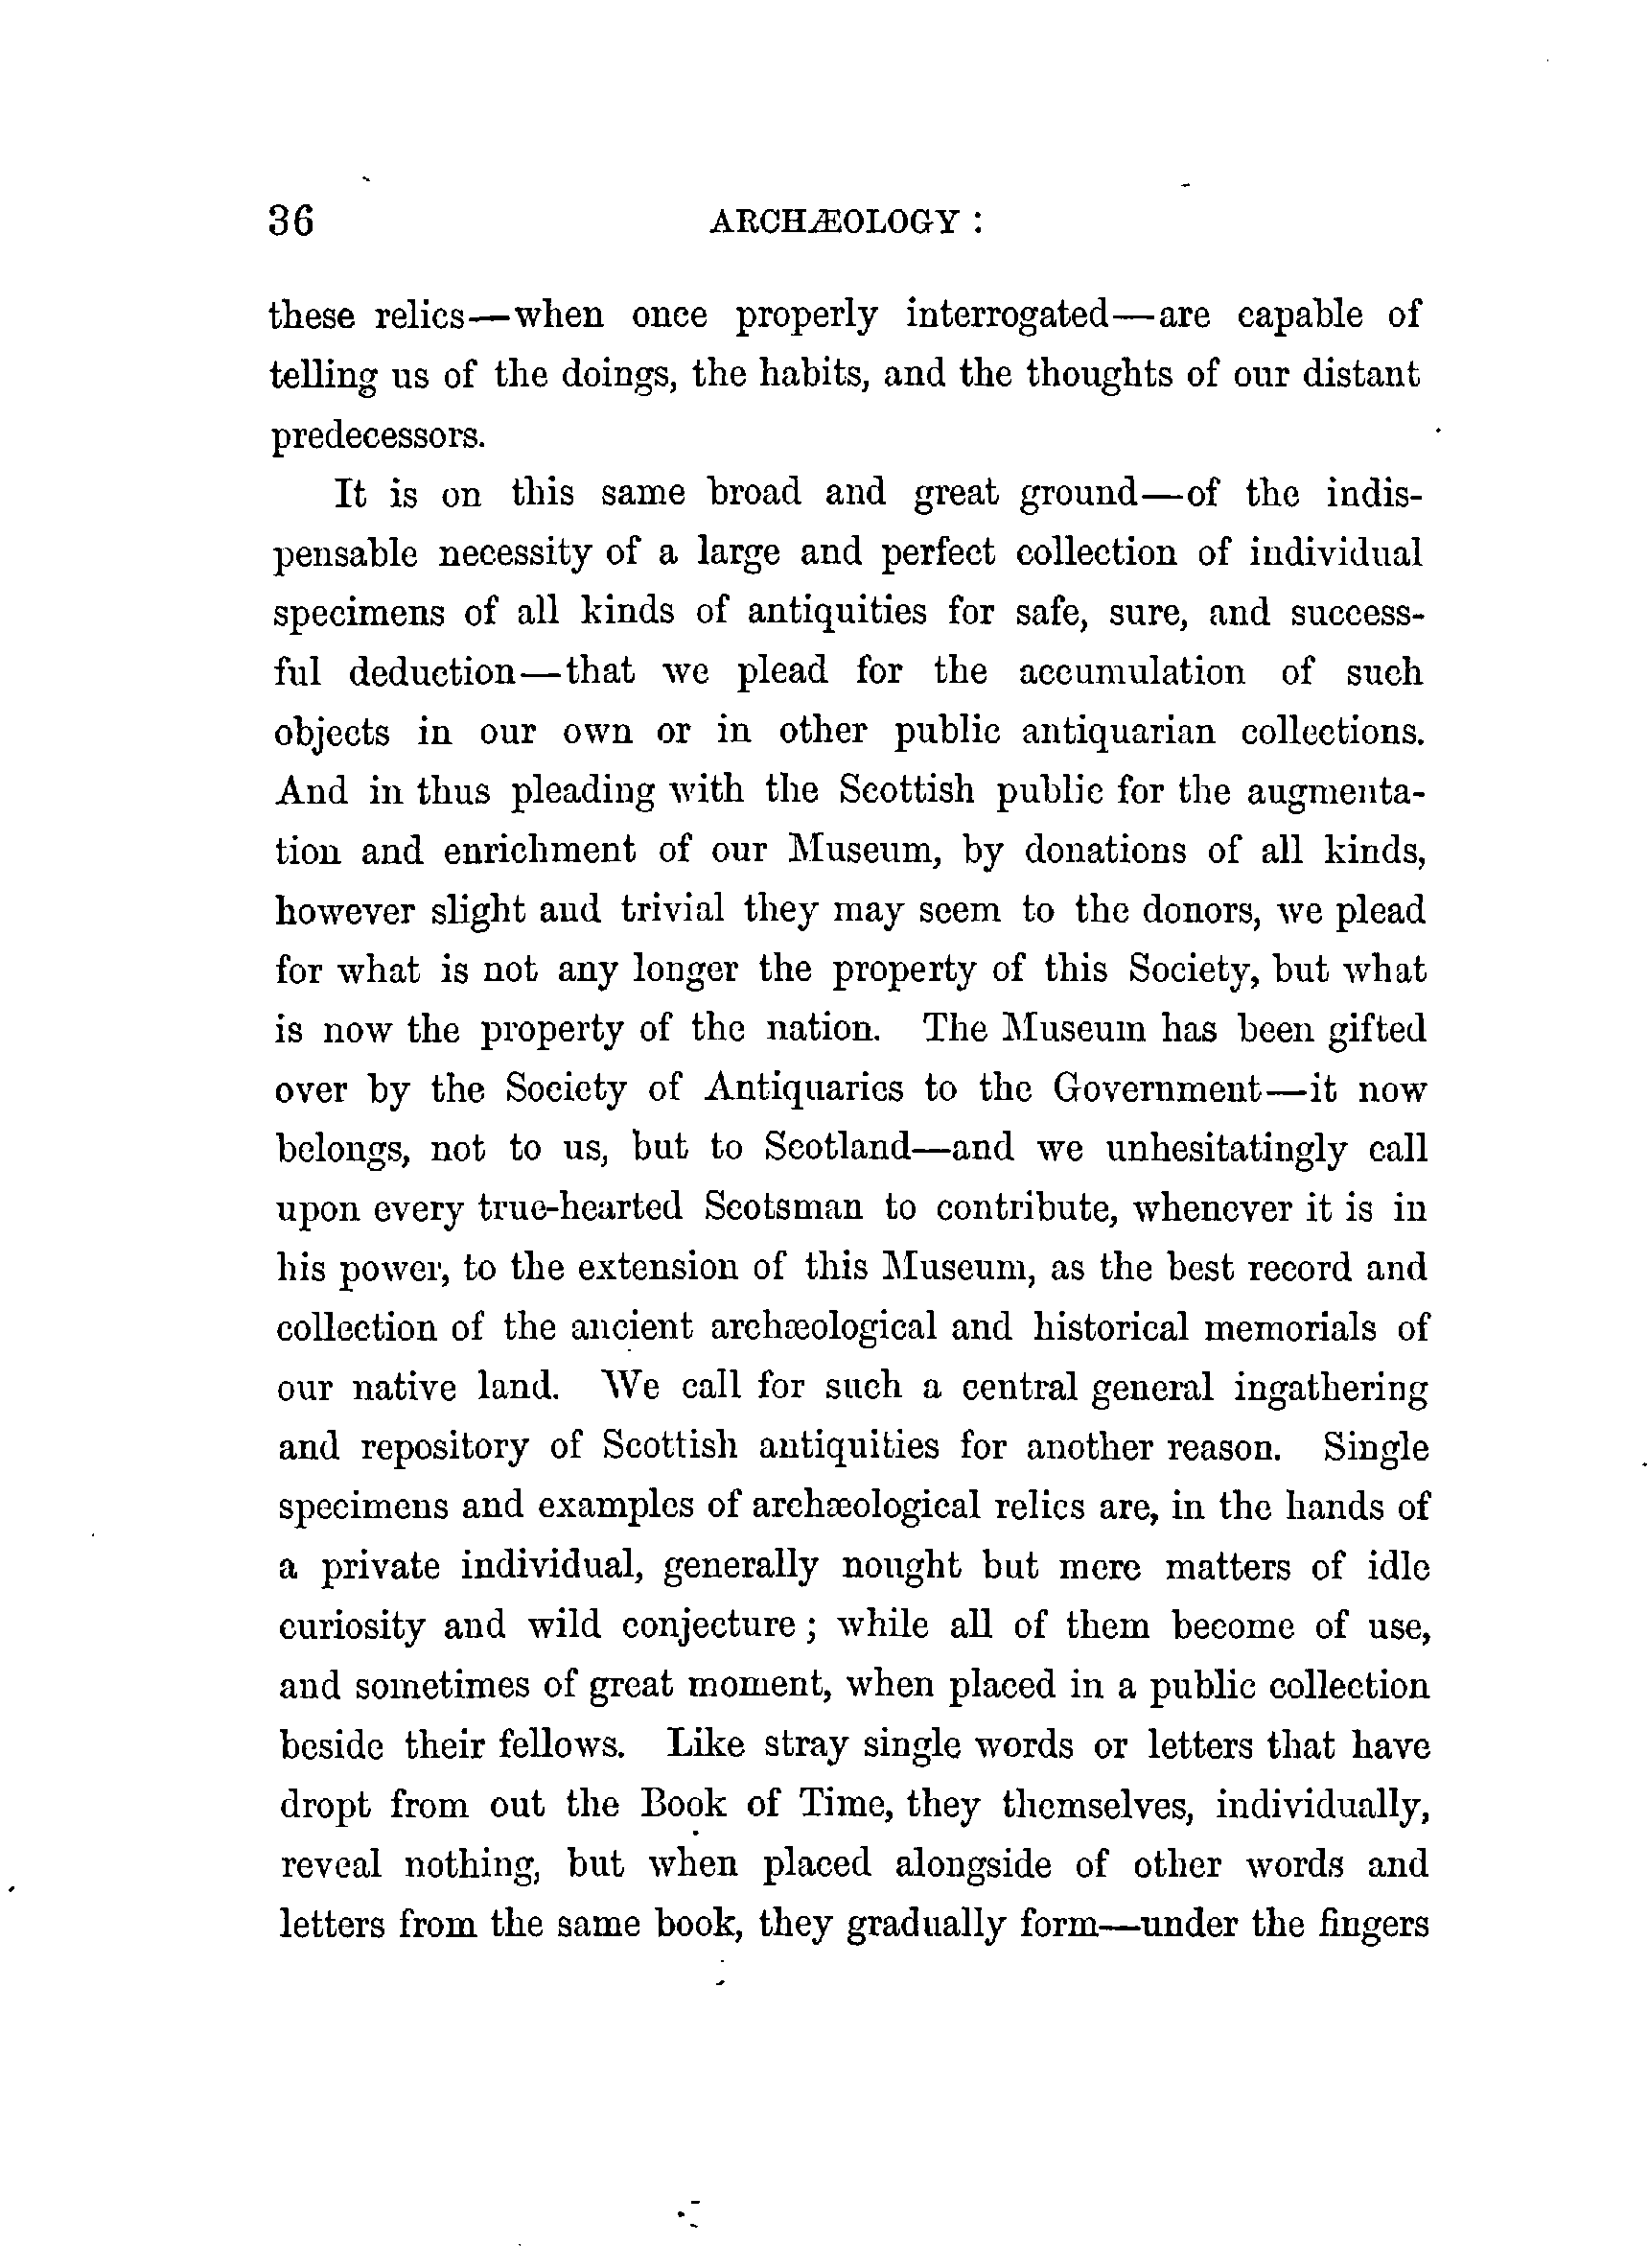 36 ARCHÆOLOGY :
these relics—when once properly interrogated—are capable of
telling us of the doings, the habits, and the thoughts of our distant
predecessors.
It is on this same broad and great ground—of the indis-
pensable necessity of a large and perfect collection of individual
specimens of all kinds of antiquities for safe, sure, and success-
ful deduction—that we plead for the accumulation of such
objects in our own or in other public antiquarian collections.
And in thus pleading with the Scottish public for the augmenta-
tion and enrichment of our Museum, by donations of all kinds,
however slight and trivial they may seem to the donors, we plead
for what is not any longer the property of this Society, but what
is now the property of the nation. The Museum has been gifted
over by the Society of Antiquaries to the Government—it now
belongs, not to us, but to Scotland—and we unhesitatingly call
upon every true-hearted Scotsman to contribute, whenever it is in
his power, to the extension of this Museum, as the best record and
collection of the ancient archæological and historical memorials of
our native land. We call for such a central general ingathering
and repository of Scottish antiquities for another reason. Single
specimens and examples of archæological relics are, in the hands of
a private individual, generally nought but mere matters of idle
curiosity and wild conjecture ; while all of them become of use,
and sometimes of great moment, when placed in a public collection
beside their fellows. Like stray single words or letters that have
dropt from out the Book of Time, they themselves, individually,
reveal nothing, but when placed alongside of other words and
letters from the same book, they gradually form—under the fingers